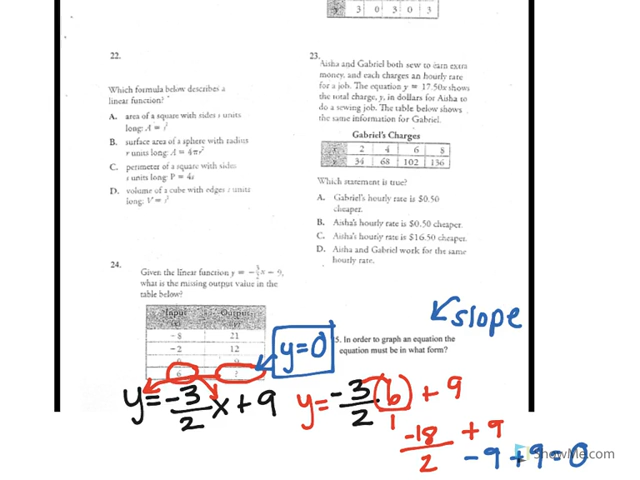 y 3 0 3 0 3
22.
Which formula below describes a
linear function?
A. area of a square with sides s units
long: A = s²
B. surface area of a sphere with radius
r units long: A = 4πr²
C. perimeter of a square with sides
s units long: P = 4s
D. volume of a cube with edges s units
long: V = s³
23.
Aisha and Gabriel both sew to earn extra
money, and each charges an hourly rate
for a job. The equation y = 17.50x shows
the total charge, y, in dollars for Aisha to
do a sewing job. The table below shows
the same information for Gabriel.
Gabriel's Charges
2 4 6 8
34 68 102 136
Which statement is true?
A. Gabriel's hourly rate is $0.50
cheaper.
B. Aisha's hourly rate is $0.50 cheaper.
C. Aisha's hourly rate is $16.50 cheaper.
D. Aisha and Gabriel work for the same
hourly rate.
24.
Given the linear function y = -3/2x - 9,
what is the missing output value in the
table below?
Input Output
-8 21
-2 12
0 9
6 ?
y=0
5. In order to graph an equation the
equation must be in what form?
slope
y=-3/2x+9
y=-3/2·(6)+9
1
-18/2 +9
-9+9=0
ShowMe.com